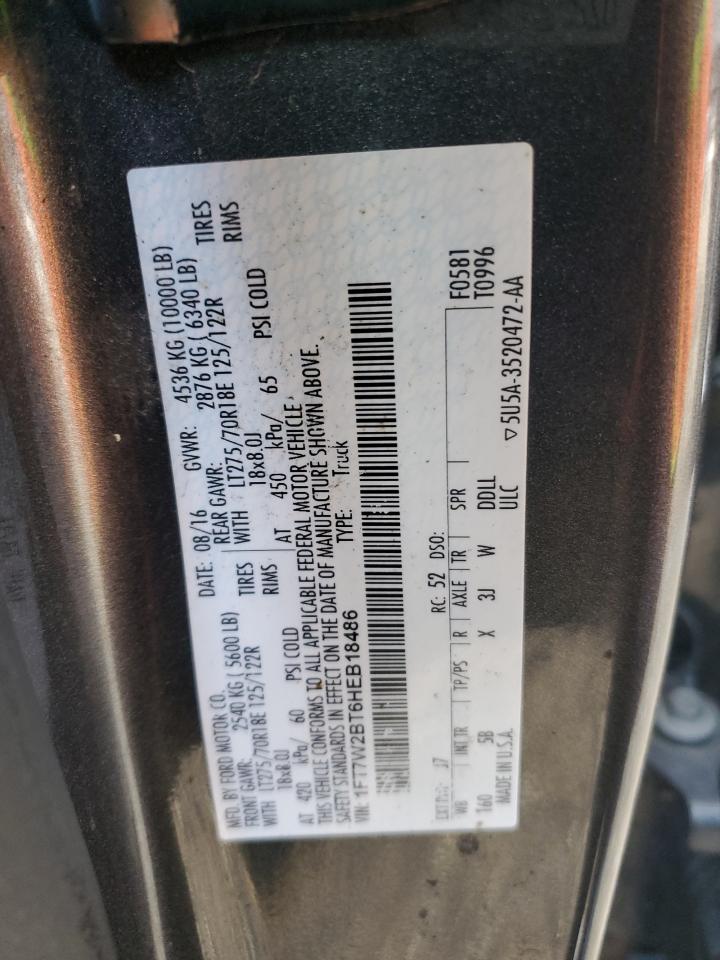 MFD. BY FORD MOTOR CO.
DATE: 08/16 GVWR: 4536 KG (10000 LB)
FRONT GAWR: 2540 KG ( 5600 LB) REAR GAWR: 2876 KG ( 6340 LB)
WITH LT275/70R18E 125/122R TIRES WITH LT275/70R18E 125/122R TIRES
18x8.0J RIMS 18x8.0J RIMS
AT 420 kPa/ 60 PSI COLD AT 450 kPa/ 65 PSI COLD
THIS VEHICLE CONFORMS TO ALL APPLICABLE FEDERAL MOTOR VEHICLE
SAFETY STANDARDS IN EFFECT ON THE DATE OF MANUFACTURE SHOWN ABOVE.
VIN: 1FT7W2BT6HEB18486 TYPE: Truck
F0581
T0996
RC: 52 DSO:
WB INT TR TP/PS R AXLE TR SPR
160 5B X 3J W DDLL
ULC
MADE IN U.S.A. ▽ 5U5A-3520472-AA